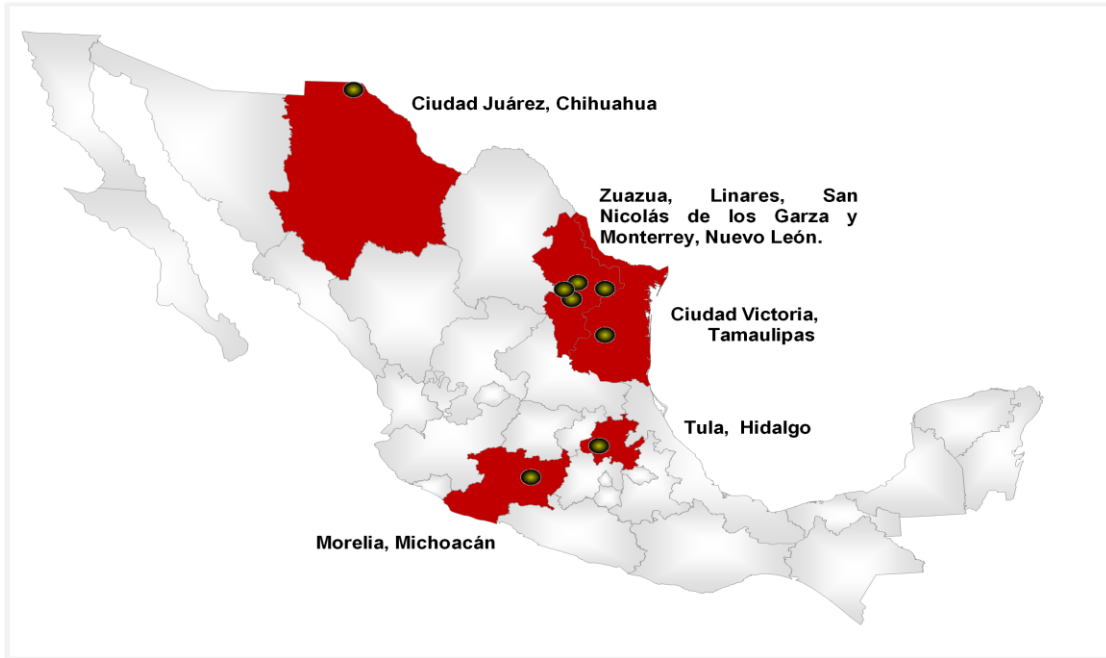 Ciudad Juárez, Chihuahua
Zuazua, Linares, San
Nicolás de los Garza y
Monterrey, Nuevo León.
Ciudad Victoria,
Tamaulipas
Tula, Hidalgo
Morelia, Michoacán